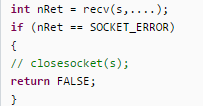 int nRet = recv(s,....);
if (nRet == SOCKET_ERROR)
{
// closesocket(s);
return FALSE;
}